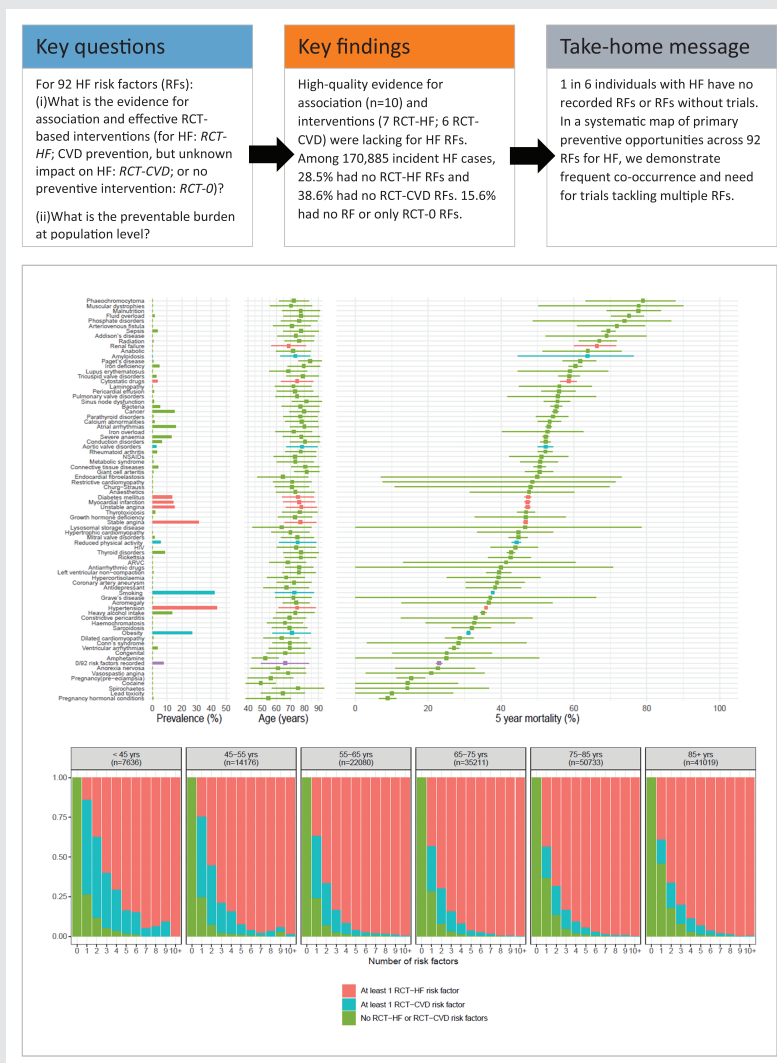 Key questions
For 92 HF risk factors (RFs):
(i)What is the evidence for
association and effective RCT-
based interventions (for HF: RCT-
HF; CVD prevention, but unknown
impact on HF: RCT-CVD; or no
preventive intervention: RCT-0)?
(ii)What is the preventable burden
at population level?
Key findings
High-quality evidence for
association (n=10) and
interventions (7 RCT-HF; 6 RCT-
CVD) were lacking for HF RFs.
Among 170,885 incident HF cases,
28.5% had no RCT-HF RFs and
38.6% had no RCT-CVD RFs. 15.6%
had no RF or only RCT-0 RFs.
Take-home message
1 in 6 individuals with HF have no
recorded RFs or RFs without trials.
In a systematic map of primary
preventive opportunities across 92
RFs for HF, we demonstrate
frequent co-occurrence and need
for trials tackling multiple RFs.
Phaeochromocytoma
Muscular dystrophies
Malnutrition
Fluid overload
Phosphate disorders
Arteriovenous fistula
Sepsis
Addison's disease
Radiation
Renal failure
Anabolic
Amyloidosis
Paget's disease
Iron deficiency
Lupus erythematosus
Tricuspid valve disorders
Cytostatic drugs
Laminopathy
Pericardial effusion
Pulmonary valve disorders
Sinus node dysfunction
Bacteria
Cancer
Parathyroid disorders
Calcium abnormalities
Atrial arrhythmias
Iron overload
Severe anaemia
Conduction disorders
Aortic valve disorders
Rheumatoid arthritis
NSAIDs
Metabolic syndrome
Connective tissue diseases
Giant cell arteritis
Endocardial fibroelastosis
Restrictive cardiomyopathy
Churg-Strauss
Anaesthetics
Diabetes mellitus
Myocardial infarction
Unstable angina
Thyrotoxicosis
Growth hormone deficiency
Stable angina
Lysosomal storage disease
Hypertrophic cardiomyopathy
Mitral valve disorders
Reduced physical activity
HIV
Thyroid disorders
Rickettsia
ARVC
Antiarrhythmic drugs
Left ventricular non-compaction
Hypercortisolaemia
Coronary artery aneurysm
Antidepressant
Smoking
Grave's disease
Acromegaly
Hypertension
Heavy alcohol intake
Constrictive pericarditis
Haemochromatosis
Sarcoidosis
Obesity
Dilated cardiomyopathy
Conn's syndrome
Ventricular arrhythmias
Congenital
Amphetamine
0/92 risk factors recorded
Anorexia nervosa
Vasospastic angina
Pregnancy(pre-eclampsia)
Cocaine
Spirochaetes
Lead toxicity
Pregnancy hormonal conditions
0 10 20 30 40 50
Prevalence (%)
40 50 60 70 80 90
Age (years)
0 20 40 60 80 100
5 year mortality (%)
< 45 yrs
(n=7636)
45−55 yrs
(n=14176)
55−65 yrs
(n=22080)
65−75 yrs
(n=35211)
75−85 yrs
(n=50733)
85+ yrs
(n=41019)
1.00
0.75
0.50
0.25
0.00
0 1 2 3 4 5 6 7 8 9 10+
0 1 2 3 4 5 6 7 8 9 10+
0 1 2 3 4 5 6 7 8 9 10+
0 1 2 3 4 5 6 7 8 9 10+
0 1 2 3 4 5 6 7 8 9 10+
0 1 2 3 4 5 6 7 8 9 10+
Number of risk factors
At least 1 RCT−HF risk factor
At least 1 RCT−CVD risk factor
No RCT−HF or RCT−CVD risk factors